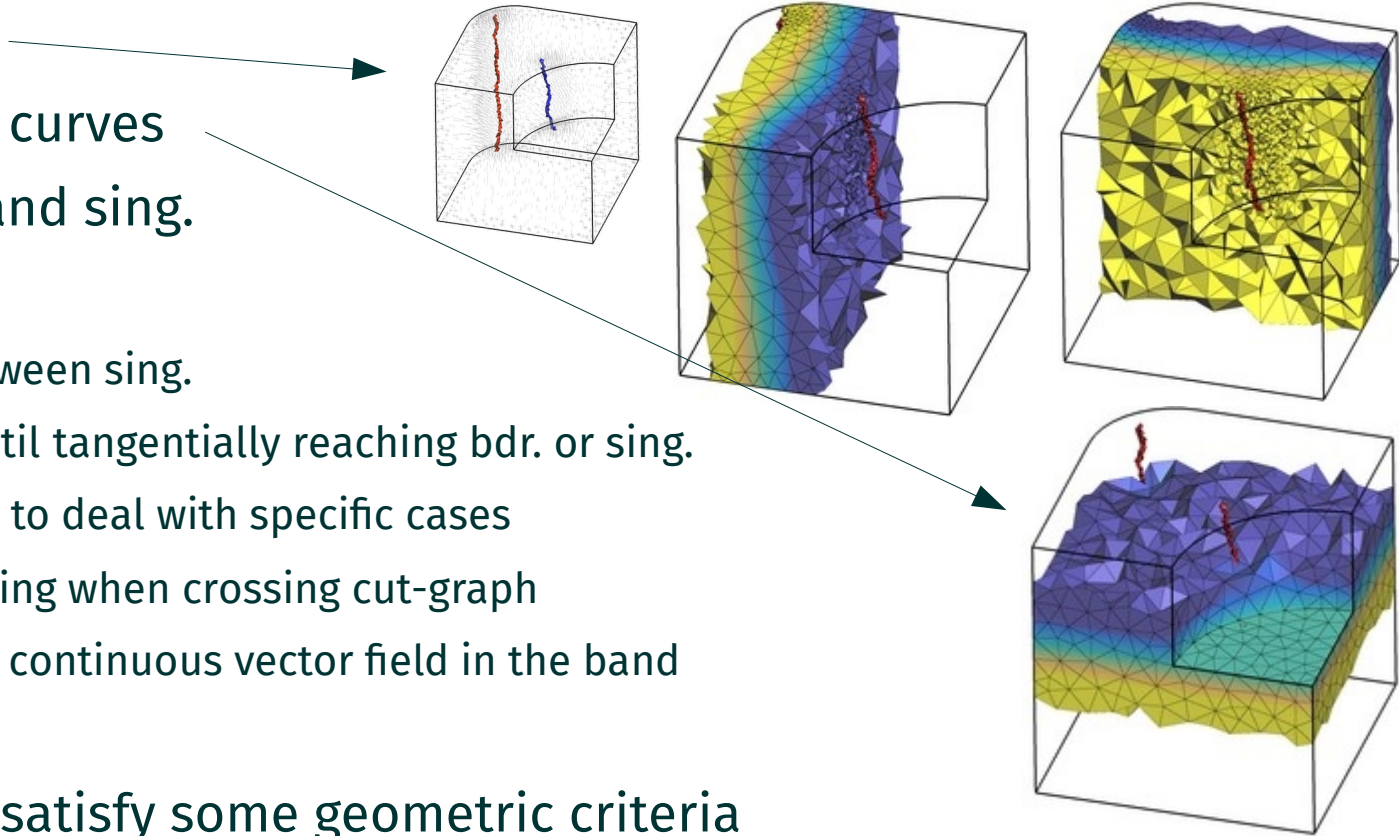 curves
and sing.
ween sing.
til tangentially reaching bdr. or sing.
to deal with specific cases
ing when crossing cut-graph
continuous vector field in the band
satisfy some geometric criteria